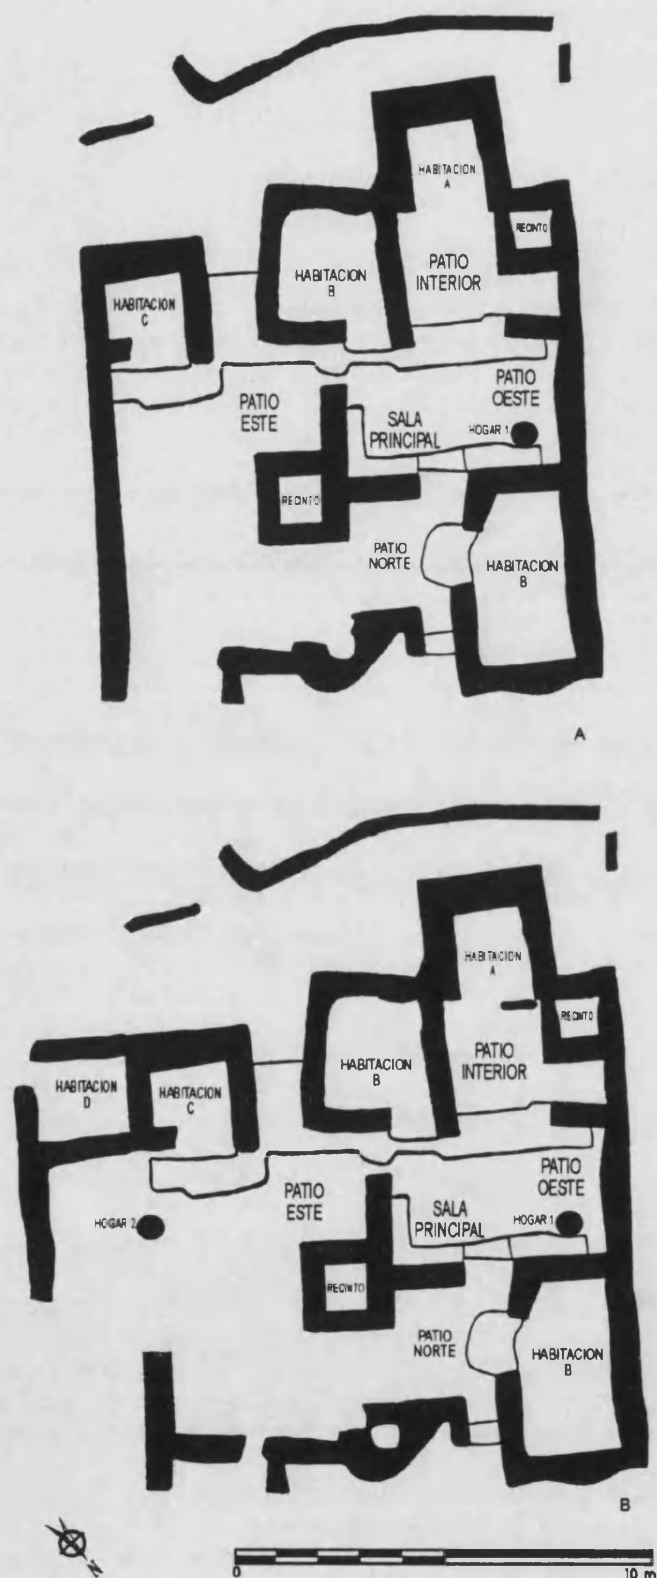 HABITACION
A
RECINTO
HABITACION
B
PATIO
INTERIOR
HABITACION
C
PATIO
ESTE
SALA
PRINCIPAL
PATIO
OESTE
HOGAR 1
RECINTO
PATIO
NORTE
HABITACION
B
A
HABITACION
A
RECINTO
HABITACION
D
HABITACION
C
HABITACION
B
PATIO
INTERIOR
PATIO
ESTE
SALA
PRINCIPAL
PATIO
OESTE
HOGAR 2
HOGAR 1
RECINTO
PATIO
NORTE
HABITACION
B
B
N
0
10 m